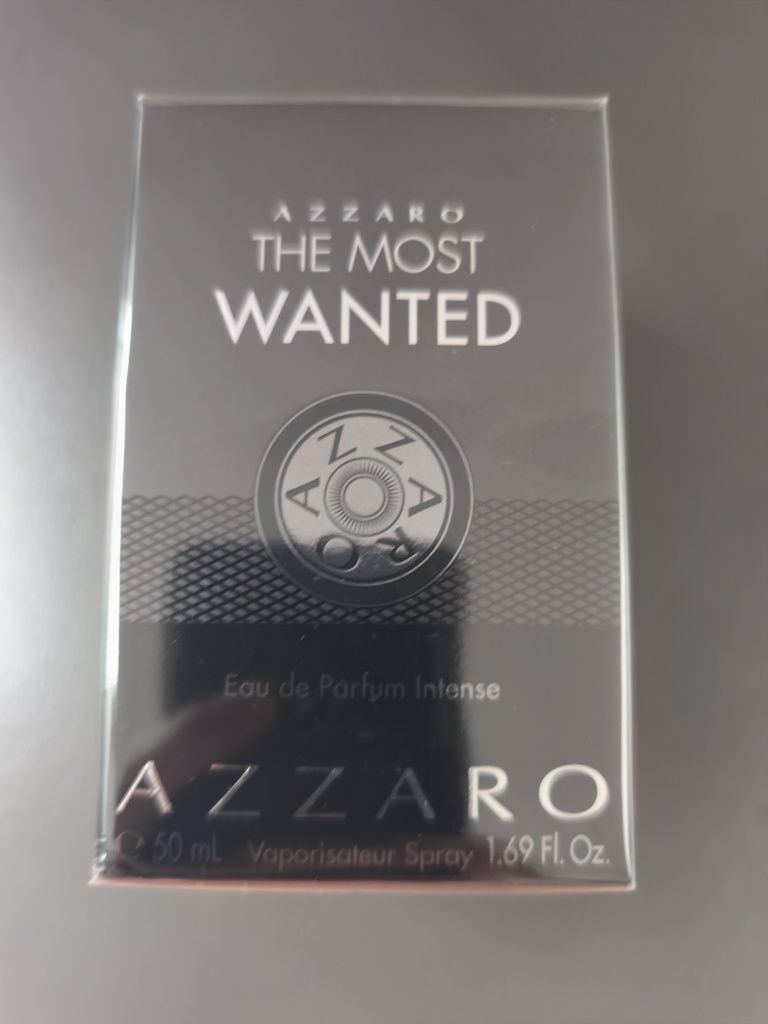 AZZARO
THE MOST
WANTED
AZZARO
Eau de Parfum Intense
AZZARO
℮ 50 mL Vaporisateur Spray 1.69 Fl. Oz.